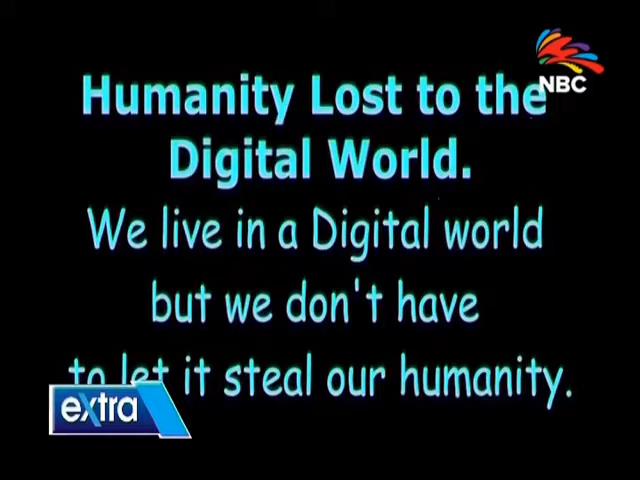 NBC
Humanity Lost to the
Digital World.
We live in a Digital world
but we don't have
to let it steal our humanity.
extra